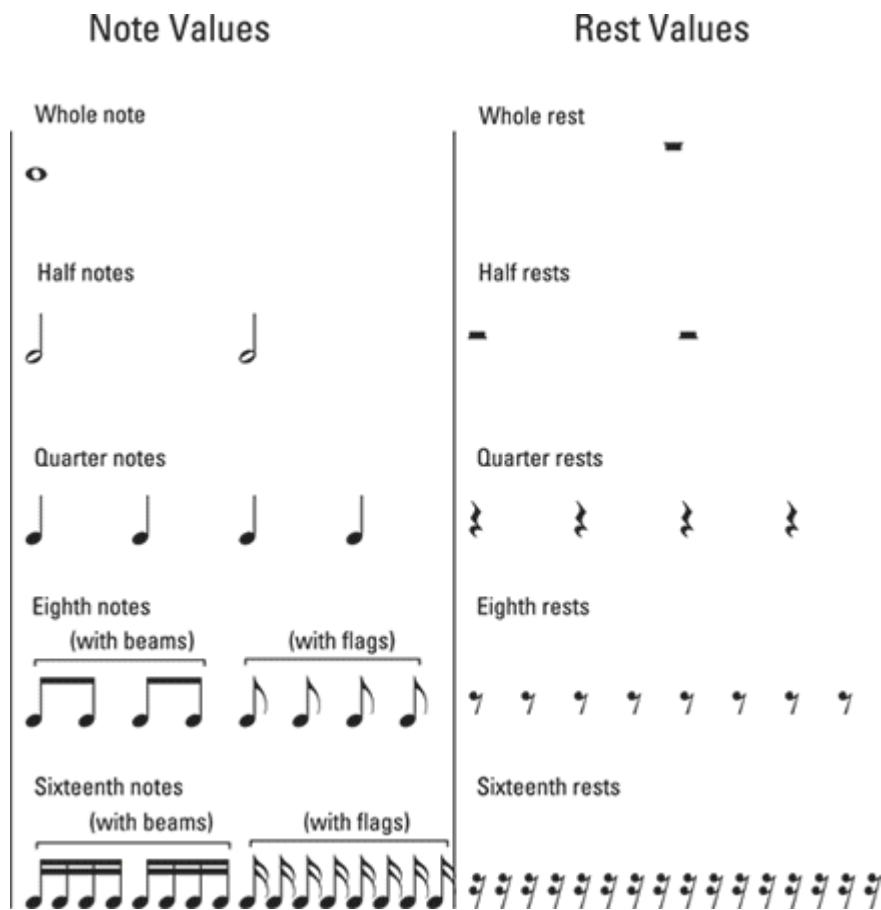 Note Values
Rest Values
Whole note
Whole rest
Half notes
Half rests
Quarter notes
Quarter rests
Eighth notes
(with beams)
(with flags)
Eighth rests
Sixteenth notes
(with beams)
(with flags)
Sixteenth rests